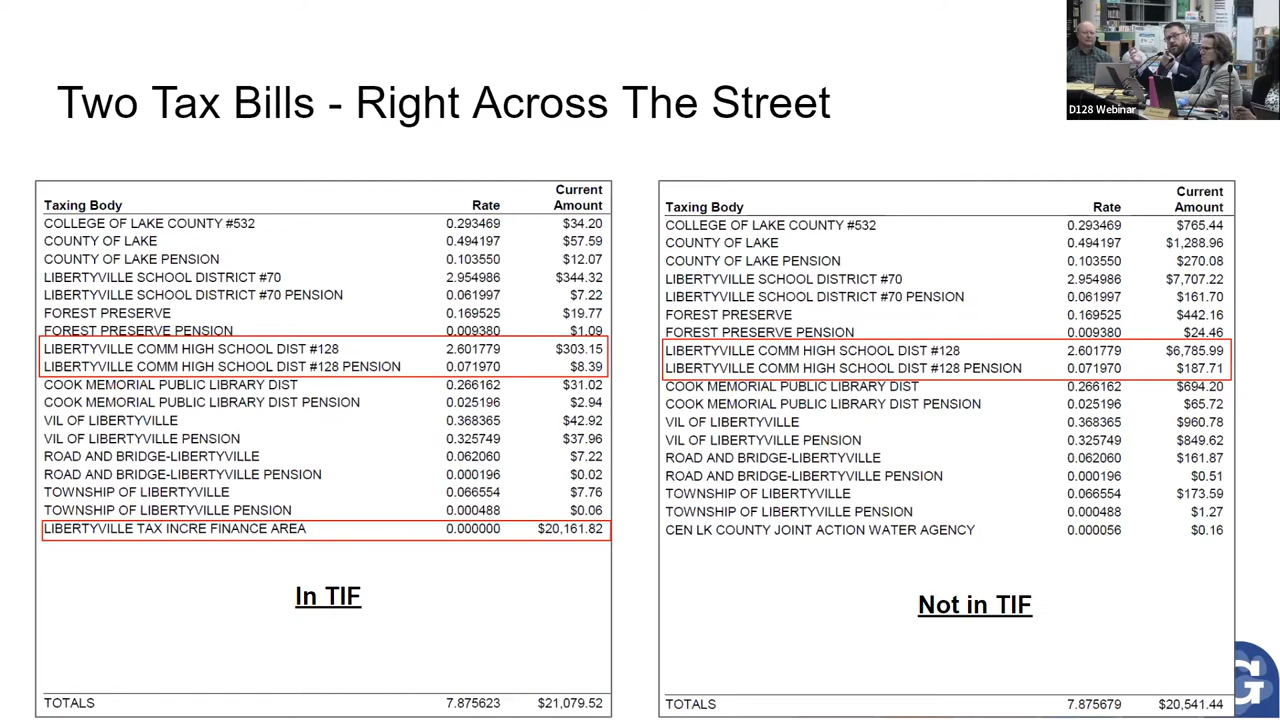 Two Tax Bills - Right Across The Street
D128 Webinar
Taxing Body Rate Current Amount
COLLEGE OF LAKE COUNTY #532 0.293469 $34.20
COUNTY OF LAKE 0.494197 $57.59
COUNTY OF LAKE PENSION 0.103550 $12.07
LIBERTYVILLE SCHOOL DISTRICT #70 2.954986 $344.32
LIBERTYVILLE SCHOOL DISTRICT #70 PENSION 0.061997 $7.22
FOREST PRESERVE 0.169525 $19.77
FOREST PRESERVE PENSION 0.009380 $1.09
LIBERTYVILLE COMM HIGH SCHOOL DIST #128 2.601779 $303.15
LIBERTYVILLE COMM HIGH SCHOOL DIST #128 PENSION 0.071970 $8.39
COOK MEMORIAL PUBLIC LIBRARY DIST 0.266162 $31.02
COOK MEMORIAL PUBLIC LIBRARY DIST PENSION 0.025196 $2.94
VIL OF LIBERTYVILLE 0.368365 $42.92
VIL OF LIBERTYVILLE PENSION 0.325749 $37.96
ROAD AND BRIDGE-LIBERTYVILLE 0.062060 $7.22
ROAD AND BRIDGE-LIBERTYVILLE PENSION 0.000196 $0.02
TOWNSHIP OF LIBERTYVILLE 0.066554 $7.76
TOWNSHIP OF LIBERTYVILLE PENSION 0.000488 $0.06
LIBERTYVILLE TAX INCRE FINANCE AREA 0.000000 $20,161.82
In TIF
TOTALS 7.875623 $21,079.52
Taxing Body Rate Current Amount
COLLEGE OF LAKE COUNTY #532 0.293469 $765.44
COUNTY OF LAKE 0.494197 $1,288.96
COUNTY OF LAKE PENSION 0.103550 $270.08
LIBERTYVILLE SCHOOL DISTRICT #70 2.954986 $7,707.22
LIBERTYVILLE SCHOOL DISTRICT #70 PENSION 0.061997 $161.70
FOREST PRESERVE 0.169525 $442.16
FOREST PRESERVE PENSION 0.009380 $24.46
LIBERTYVILLE COMM HIGH SCHOOL DIST #128 2.601779 $6,785.99
LIBERTYVILLE COMM HIGH SCHOOL DIST #128 PENSION 0.071970 $187.71
COOK MEMORIAL PUBLIC LIBRARY DIST 0.266162 $694.20
COOK MEMORIAL PUBLIC LIBRARY DIST PENSION 0.025196 $65.72
VIL OF LIBERTYVILLE 0.368365 $960.78
VIL OF LIBERTYVILLE PENSION 0.325749 $849.62
ROAD AND BRIDGE-LIBERTYVILLE 0.062060 $161.87
ROAD AND BRIDGE-LIBERTYVILLE PENSION 0.000196 $0.51
TOWNSHIP OF LIBERTYVILLE 0.066554 $173.59
TOWNSHIP OF LIBERTYVILLE PENSION 0.000488 $1.27
CEN LK COUNTY JOINT ACTION WATER AGENCY 0.000056 $0.16
Not in TIF
TOTALS 7.875679 $20,541.44
G